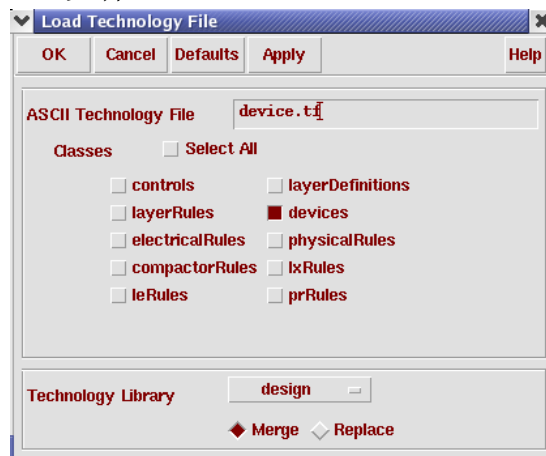 Load Technology File
OK Cancel Defaults Apply Help
ASCII Technology File device.tf
Classes Select All
controls layerDefinitions
layerRules devices
electricalRules physicalRules
compactorRules lxRules
leRules prRules
Technology Library design
Merge Replace